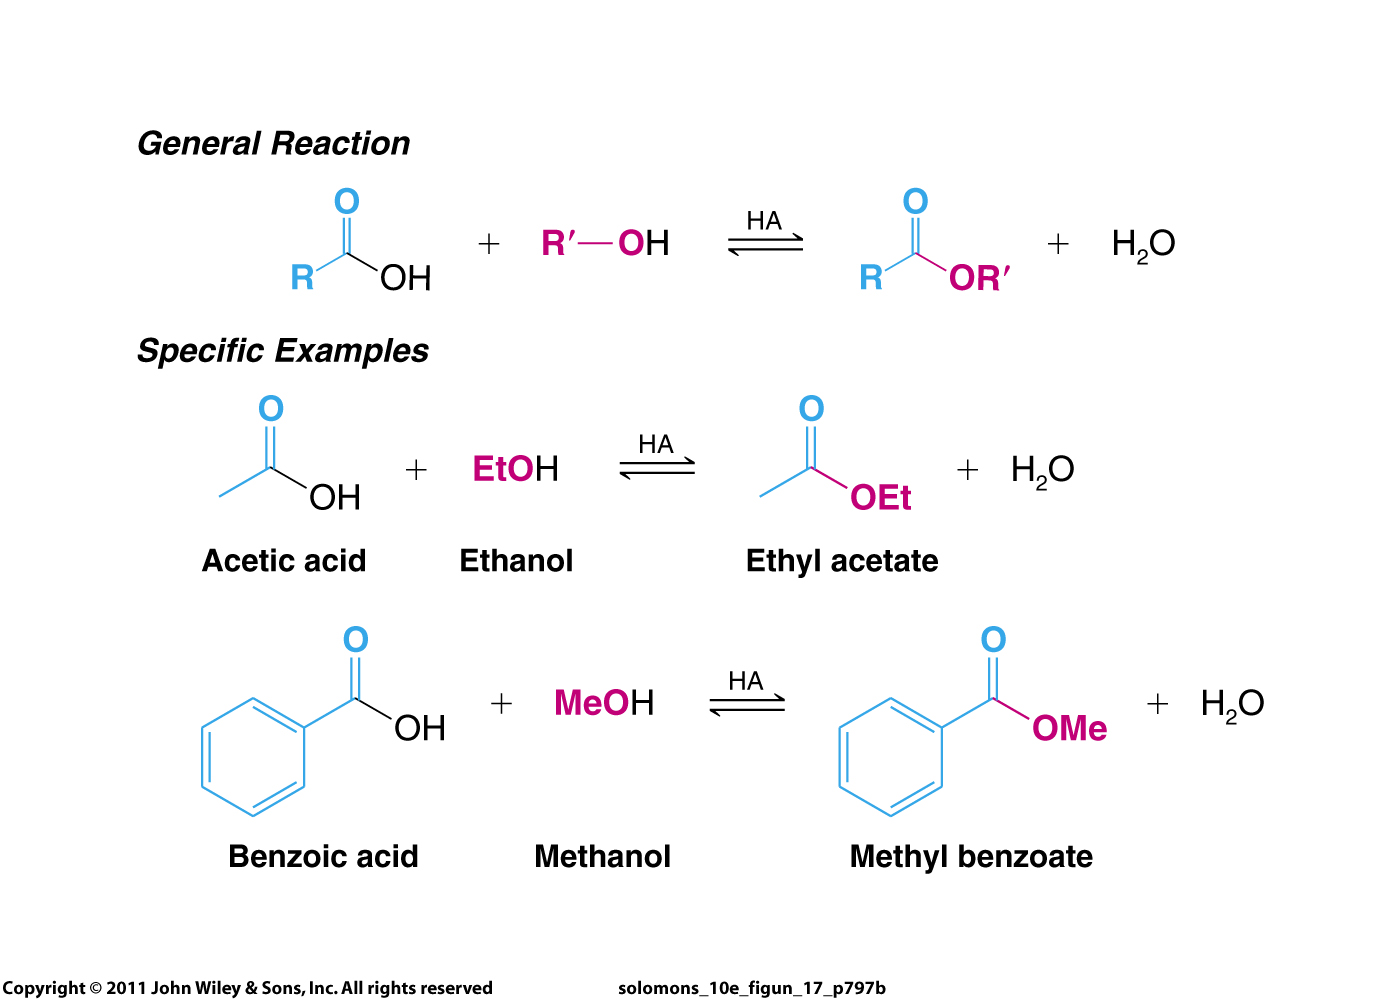 General Reaction
O O
R OH + R′—OH HA R OR′ + H₂O
Specific Examples
O O
OH + EtOH HA OEt + H₂O
Acetic acid Ethanol Ethyl acetate
O O
OH + MeOH HA OMe + H₂O
Benzoic acid Methanol Methyl benzoate
Copyright © 2011 John Wiley & Sons, Inc. All rights reserved solomons_10e_figun_17_p797b